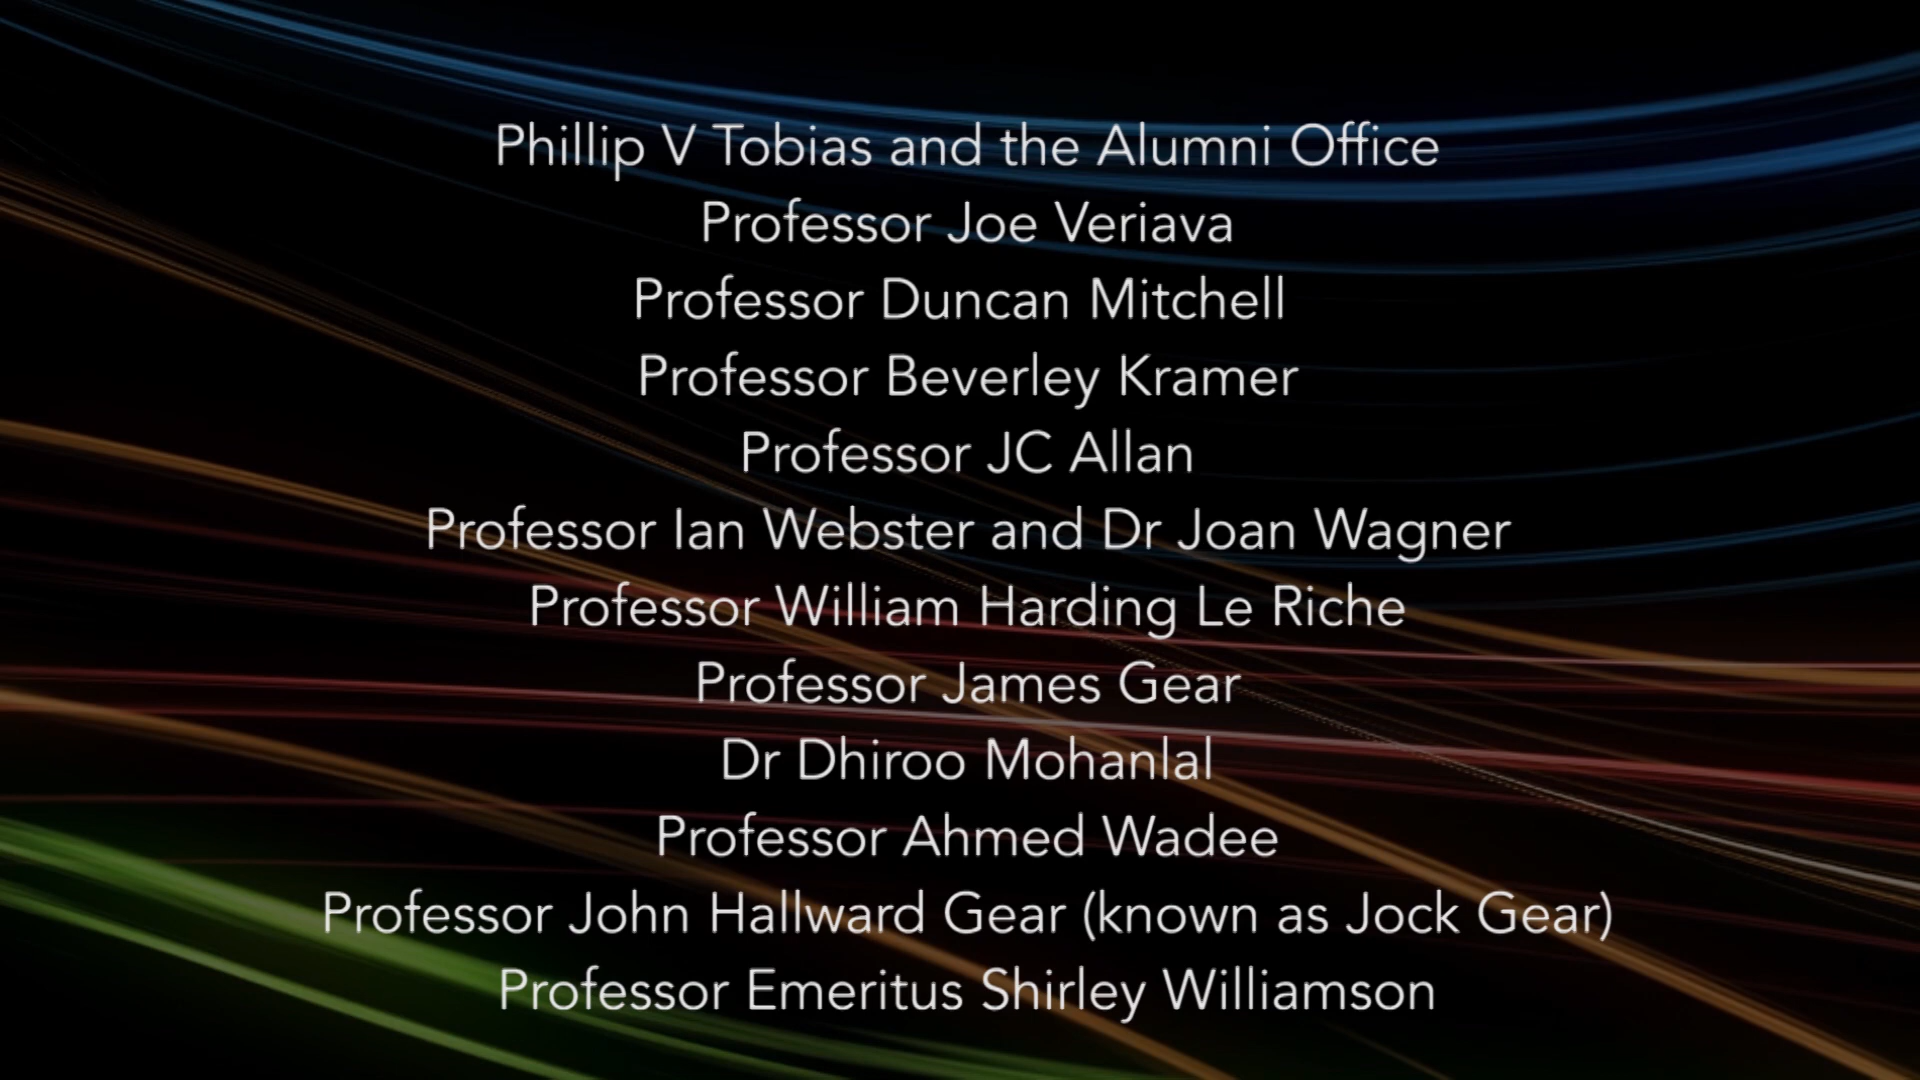 Phillip V Tobias and the Alumni Office
Professor Joe Veriava
Professor Duncan Mitchell
Professor Beverley Kramer
Professor JC Allan
Professor Ian Webster and Dr Joan Wagner
Professor William Harding Le Riche
Professor James Gear
Dr Dhiroo Mohanlal
Professor Ahmed Wadee
Professor John Hallward Gear (known as Jock Gear)
Professor Emeritus Shirley Williamson